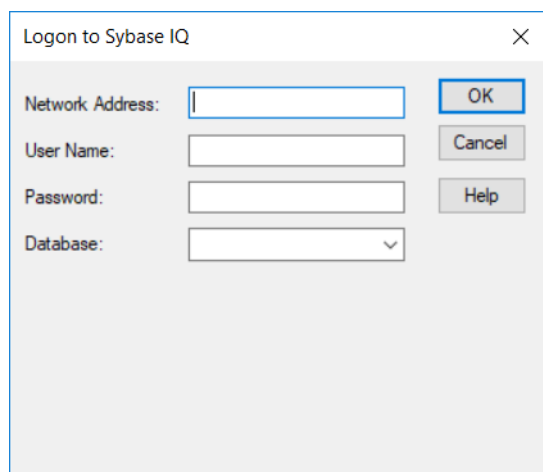 Logon to Sybase IQ
Network Address:
OK
User Name:
Cancel
Password:
Help
Database: